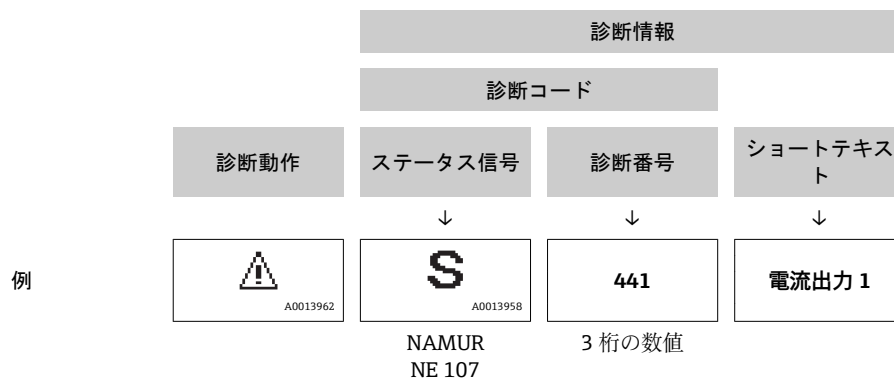 診断情報
診断コード
診断動作
ステータス信号
診断番号
ショートテキス
ト
↓ ↓ ↓
例
S
441
電流出力 1
A0013962
A0013958
NAMUR
NE 107
3 桁の数値